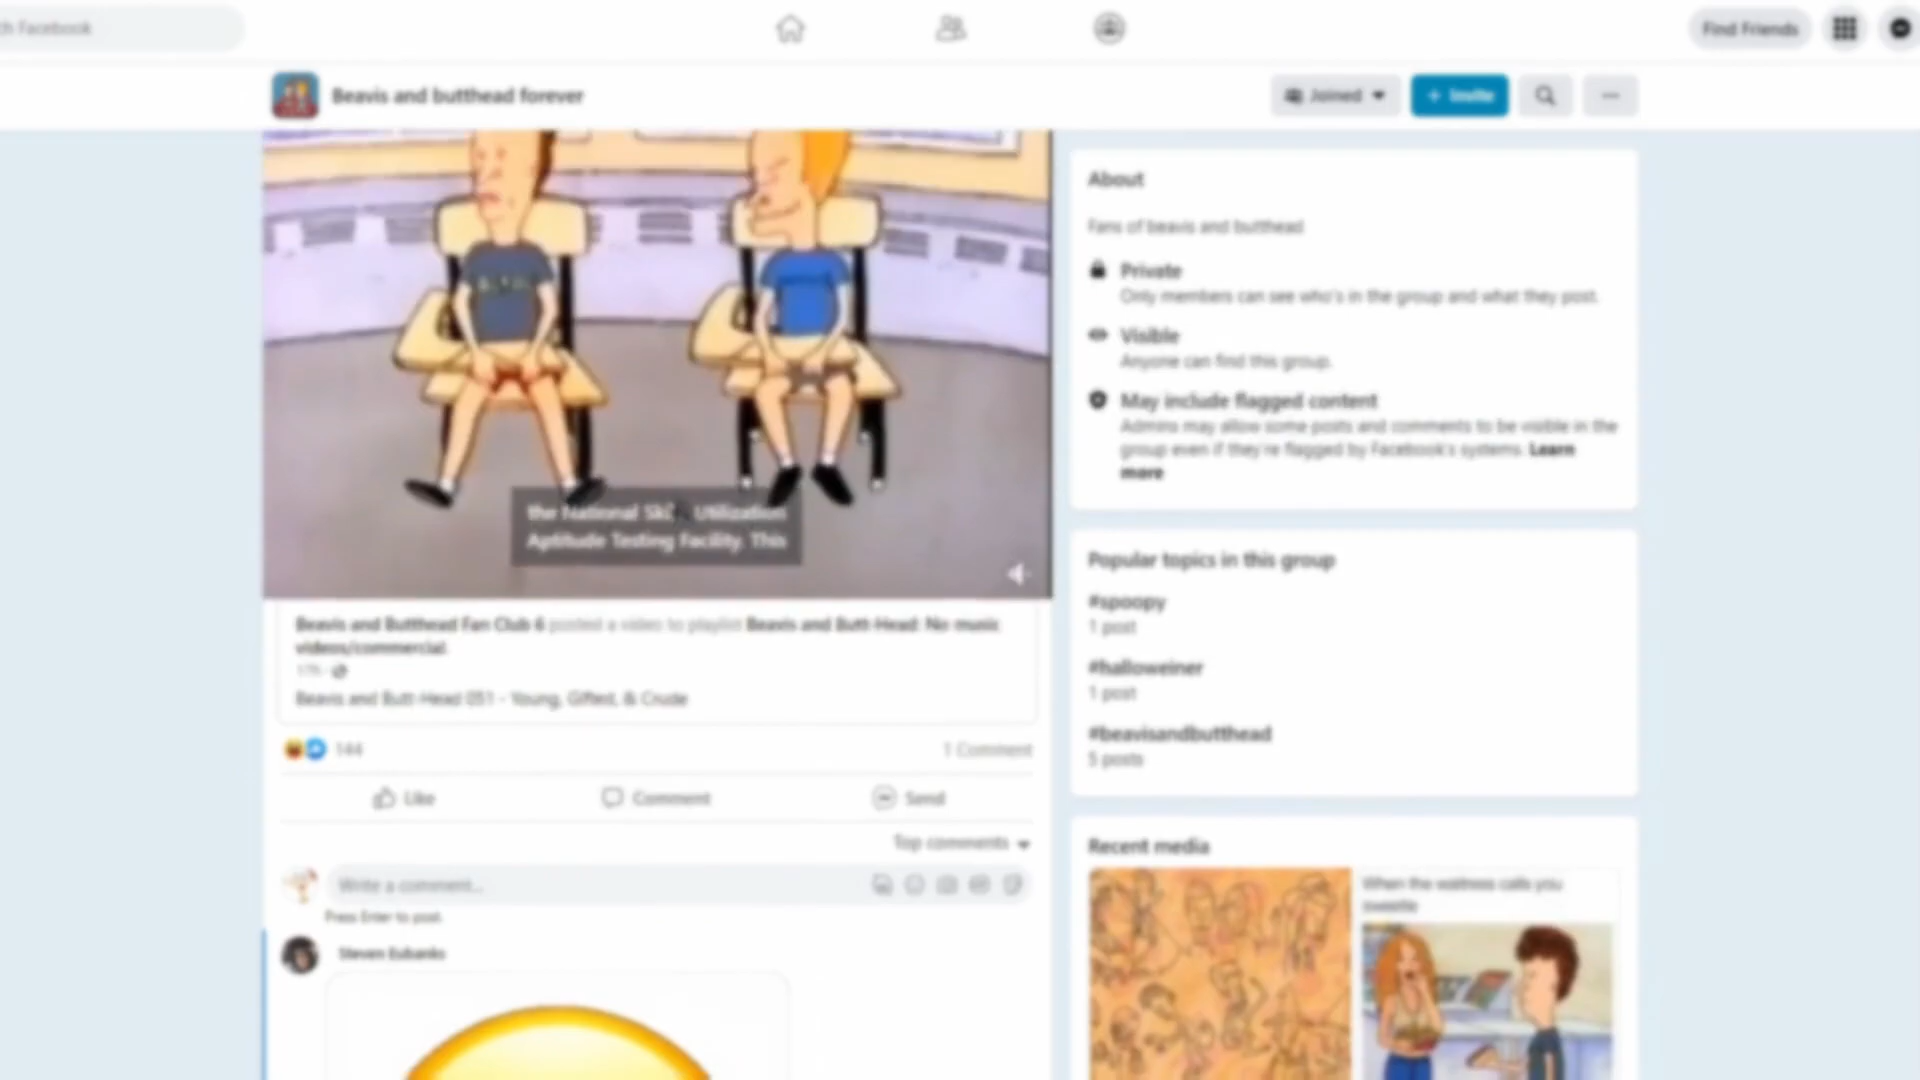 th Facebook
Find Friends
Beavis and butthead forever
Joined
+ Invite
About
Fans of beavis and butthead
Private
Only members can see who's in the group and what they post.
Visible
Anyone can find this group.
May include flagged content
Admins may allow some posts and comments to be visible in the
group even if they're flagged by Facebook's systems. Learn
more
the National Ski Utilization
Aptitude Testing Facility. This
Beavis and Butthead Fan Club 6 posted a video to playlist Beavis and Butt-Head: No music
videos/commercial.
17h
Beavis and Butt-Head 051 - Young, Gifted, & Crude
144
1 Comment
Like
Comment
Send
Top comments
Write a comment...
Press Enter to post.
Steven Eubanks
Popular topics in this group
#spoopy
1 post
#halloweiner
1 post
#beavisandbutthead
5 posts
Recent media
When the waitress calls you
sweetie